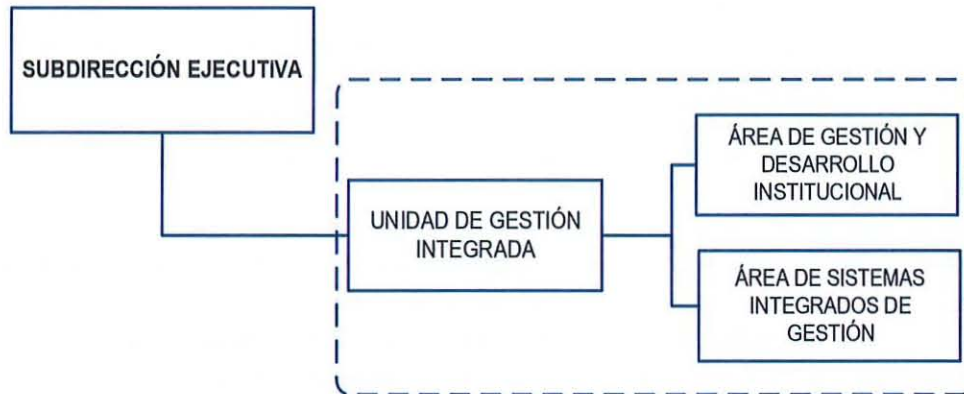 SUBDIRECCIÓN EJECUTIVA
UNIDAD DE GESTIÓN
INTEGRADA
ÁREA DE GESTIÓN Y
DESARROLLO
INSTITUCIONAL
ÁREA DE SISTEMAS
INTEGRADOS DE
GESTIÓN